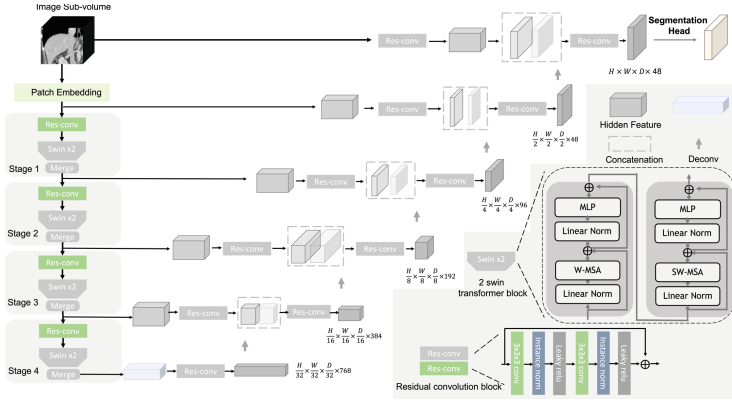 Image Sub-volume
Segmentation
Head
Res-conv
Res-conv
H × W × D × 48
Patch Embedding
Res-conv
Res-conv
H/2 × W/2 × D/2 × 48
Hidden Feature
Concatenation
Deconv
Res-conv
Swin x2
Merge
Stage 1
Res-conv
Res-conv
H/4 × W/4 × D/4 × 96
Res-conv
Swin x2
Merge
Stage 2
Res-conv
Res-conv
H/8 × W/8 × D/8 × 192
Res-conv
Swin x2
Merge
Stage 3
Res-conv
Res-conv
H/16 × W/16 × D/16 × 384
Res-conv
Swin x2
Merge
Stage 4
Res-conv
H/32 × W/32 × D/32 × 768
Swin x2
2 swin
transformer block
MLP
Linear Norm
W-MSA
Linear Norm
MLP
Linear Norm
SW-MSA
Linear Norm
Res-conv
Res-conv
Residual convolution block
3x3x3 conv
Instance norm
Leaky relu
3x3x3 conv
Instance norm
Leaky relu